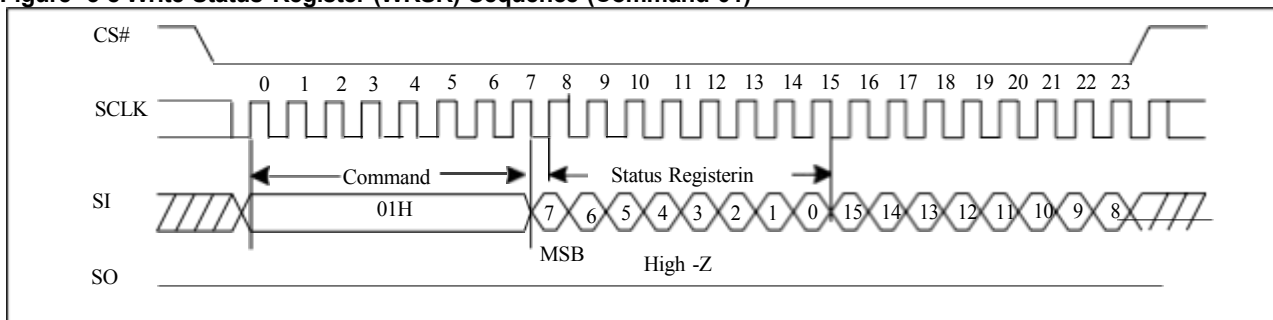 Figure 6-3 Write Status Register (WRSR) Sequence (Command 01)
CS#
0 1 2 3 4 5 6 7 8 9 10 11 12 13 14 15 16 17 18 19 20 21 22 23
SCLK
Command
Status Registerin
SI
01H
7 6 5 4 3 2 1 0 15 14 13 12 11 10 9 8
MSB
High -Z
SO